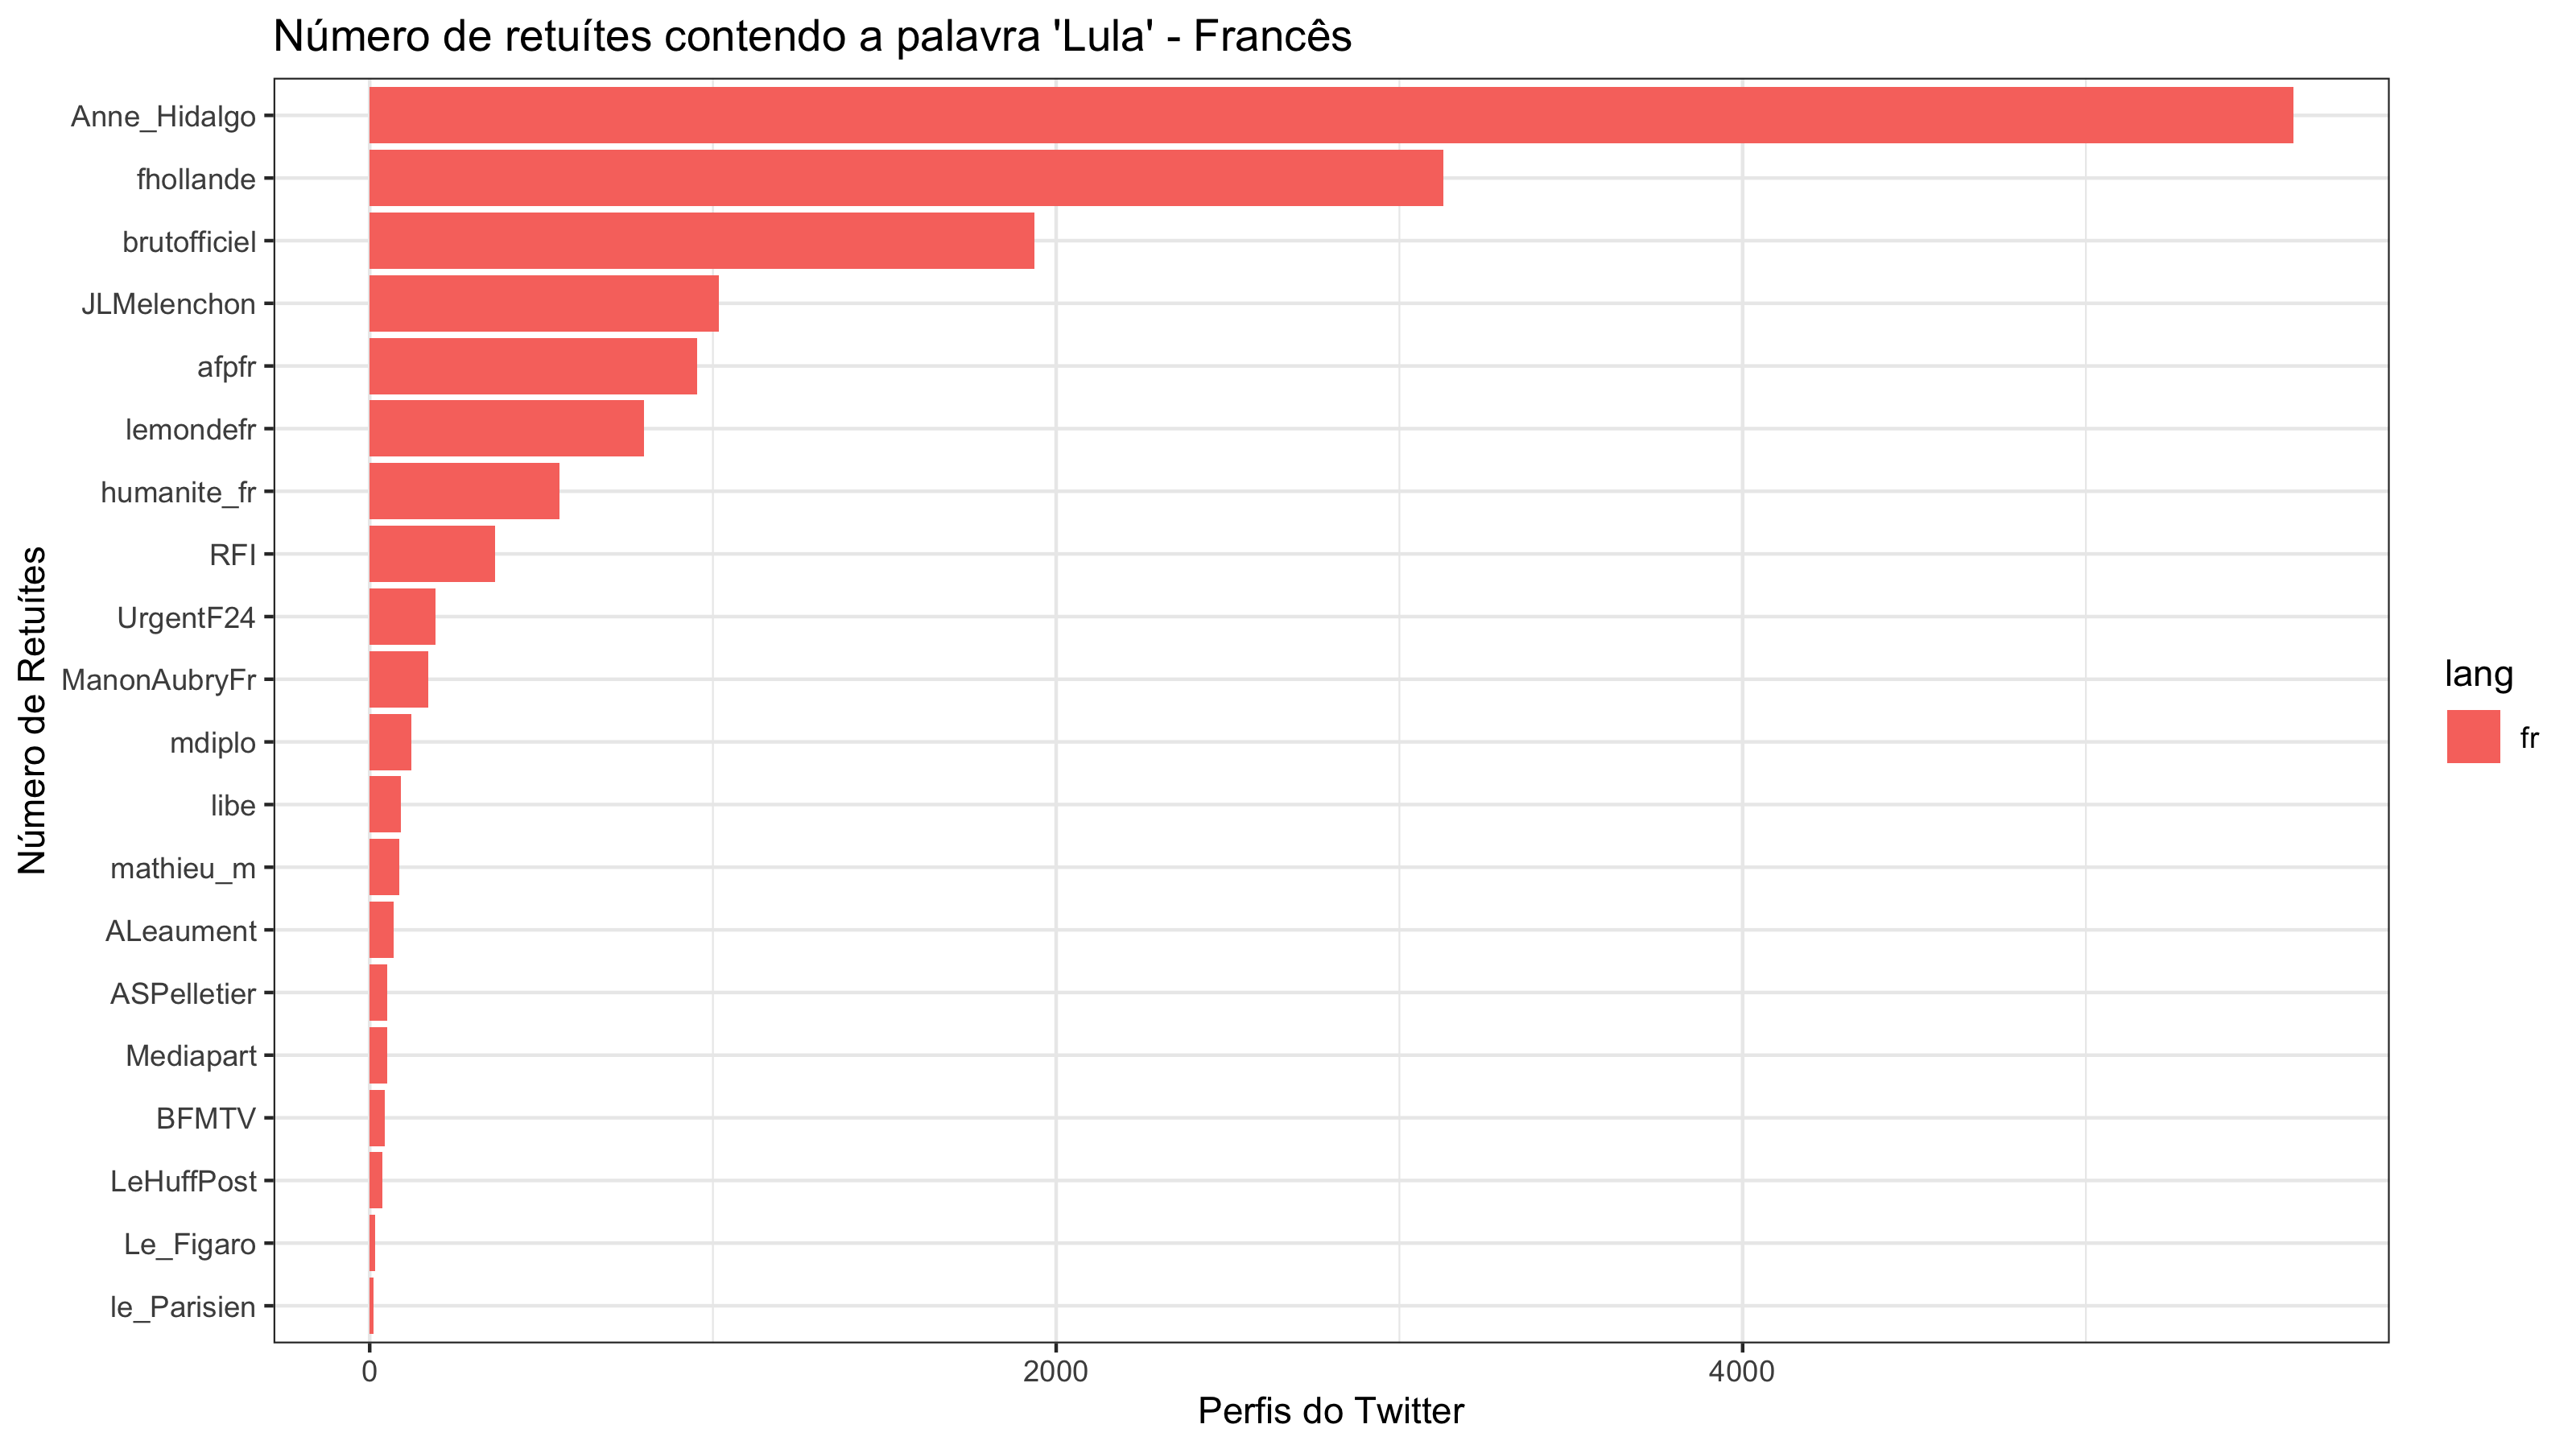 Número de retuítes contendo a palavra 'Lula' - Francês
Anne_Hidalgo
fhollande
brutofficiel
JLMelenchon
afpfr
lemondefr
humanite_fr
RFI
UrgentF24
ManonAubryFr
mdiplo
libe
mathieu_m
ALeaument
ASPelletier
Mediapart
BFMTV
LeHuffPost
Le_Figaro
le_Parisien
Número de Retuítes
0 2000 4000
Perfis do Twitter
lang
fr